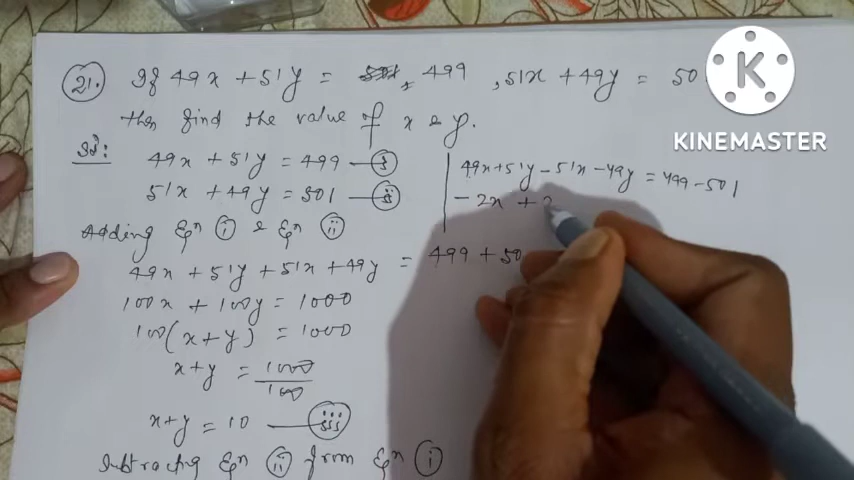 21. If 49x + 51y = 499 , 51x + 49y = 50
then find the value of x & y.
Sol: 49x + 51y = 499 — i
51x + 49y = 501 — ii
Adding Eqn i & Eqn ii
49x + 51y + 51x + 49y = 499 + 50
100x + 100y = 1000
100(x + y) = 1000
x+y = 1000/100
x+y = 10 — iii
Subtracting Eqn ii from Eqn i
49x+51y - 51x - 49y = 499 - 501
- 2x + 2
K
KINEMASTER